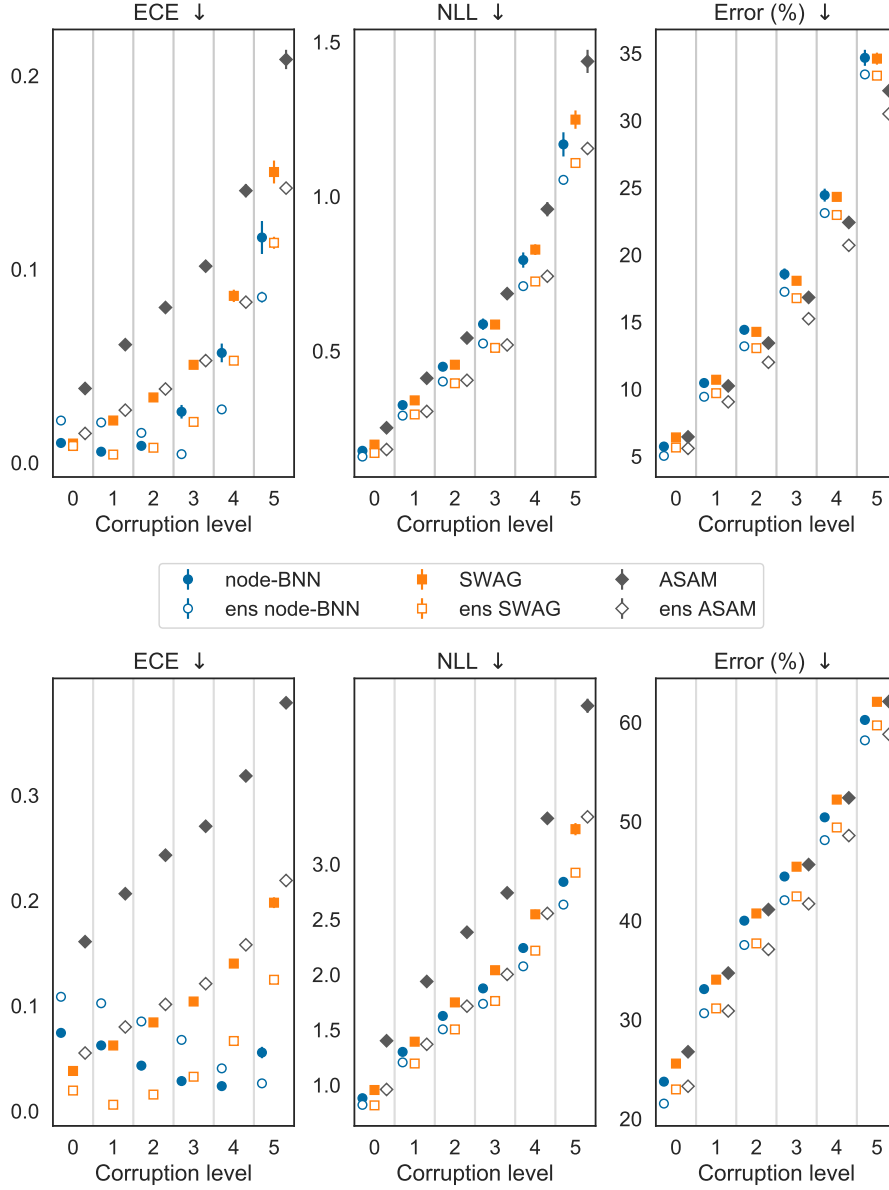 ECE ↓ NLL ↓ Error (%) ↓
0.2 1.5 35
30
1.0 25
0.1 20
15
0.5 10
0.0 5
0 1 2 3 4 5 0 1 2 3 4 5 0 1 2 3 4 5
Corruption level Corruption level Corruption level
node-BNN SWAG ASAM
ens node-BNN ens SWAG ens ASAM
ECE ↓ NLL ↓ Error (%) ↓
60
0.3
3.0 50
0.2 2.5
2.0 40
0.1 1.5
30
0.0 1.0
20
0 1 2 3 4 5 0 1 2 3 4 5 0 1 2 3 4 5
Corruption level Corruption level Corruption level